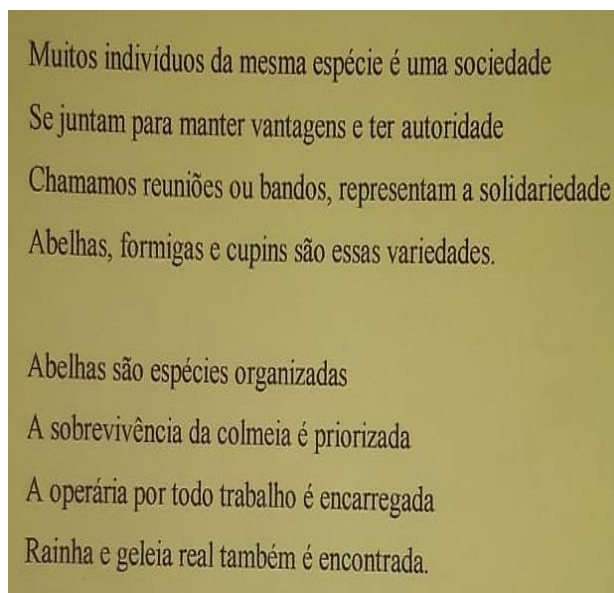 Muitos indivíduos da mesma espécie é uma sociedade
Se juntam para manter vantagens e ter autoridade
Chamamos reuniões ou bandos, representam a solidariedade
Abelhas, formigas e cupins são essas variedades.
Abelhas são espécies organizadas
A sobrevivência da colmeia é priorizada
A operária por todo trabalho é encarregada
Rainha e geleia real também é encontrada.